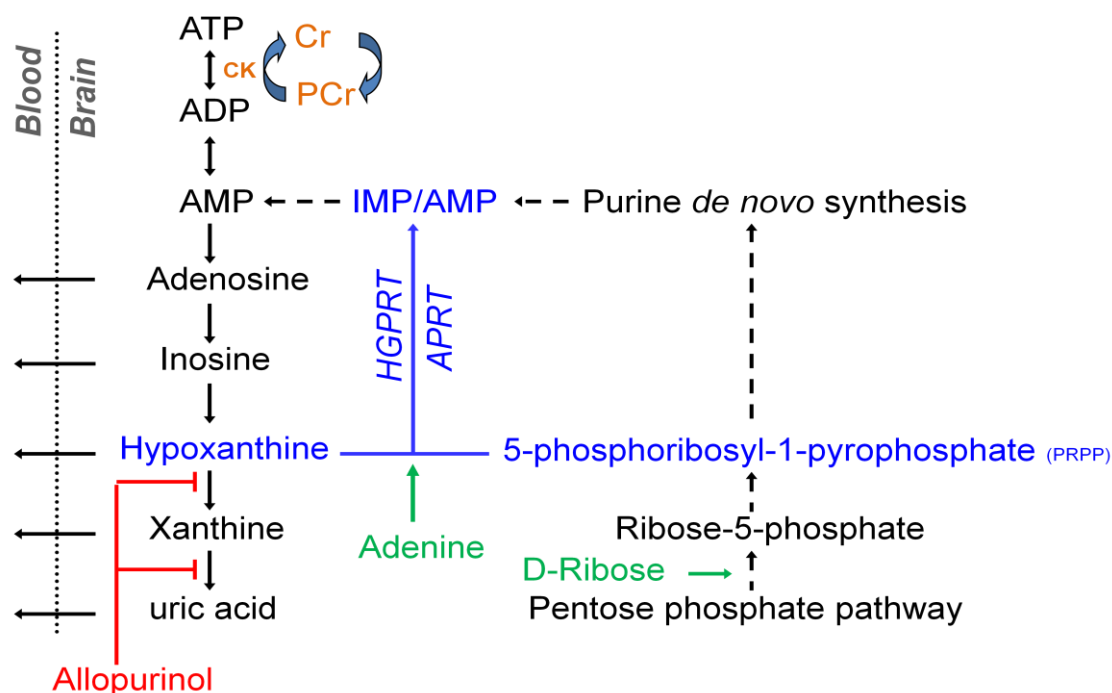 Blood
Brain
ATP
CK
Cr
PCr
ADP
AMP
IMP/AMP
Purine de novo synthesis
Adenosine
HGPRT
APRT
Inosine
Hypoxanthine
5-phosphoribosyl-1-pyrophosphate (PRPP)
Xanthine
Adenine
Ribose-5-phosphate
D-Ribose
uric acid
Pentose phosphate pathway
Allopurinol